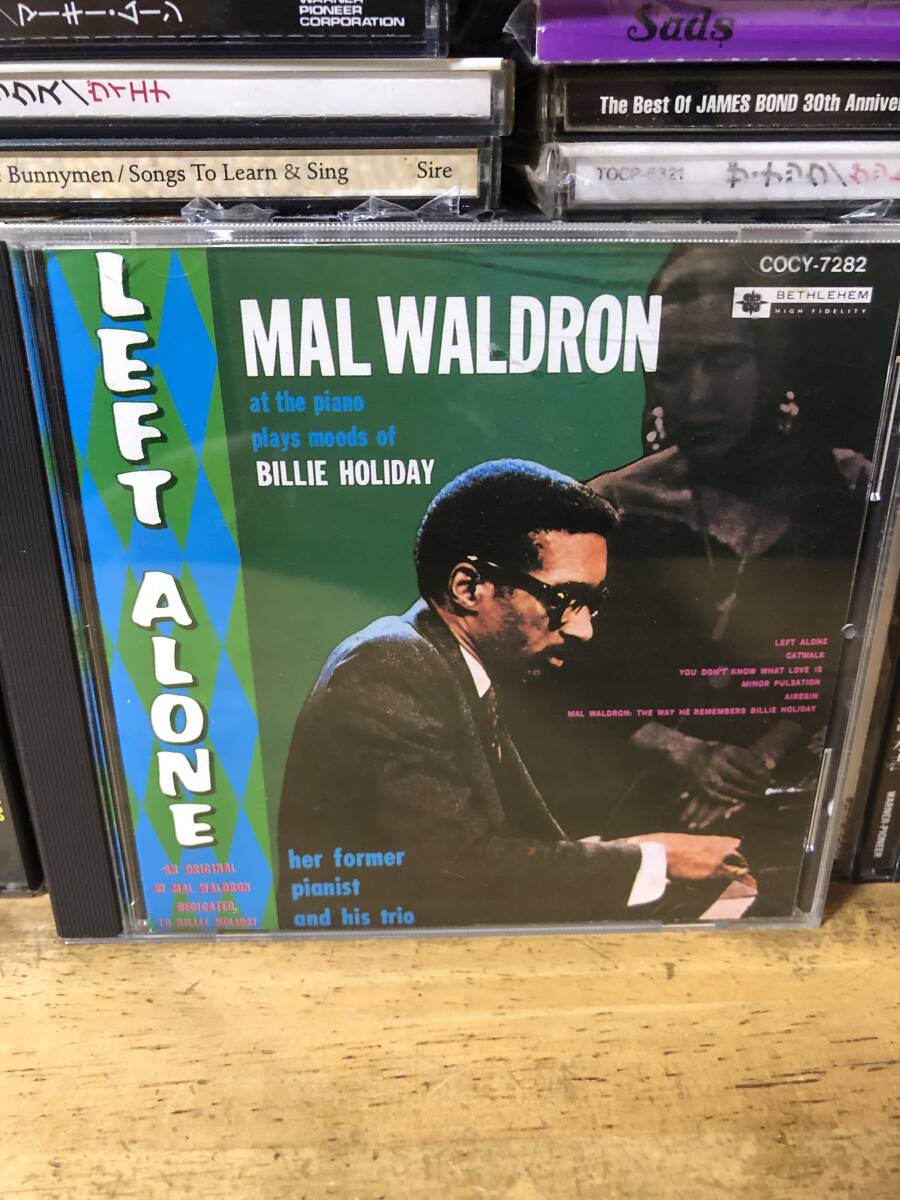 WARNER-
PIONEER
CORPORATION
Sads
The Best Of JAMES BOND 30th Anniver
Bunnymen / Songs To Learn & Sing Sire
TOCP-6321
COCY-7282
BETHLEHEM
HIGH FIDELITY
LEFT ALONE
MAL WALDRON
at the piano
plays moods of
BILLIE HOLIDAY
LEFT ALONE
CATWALK
YOU DON'T KNOW WHAT LOVE IS
MINOR PULSATION
AIREGIN
MAL WALDRON: THE WAY HE REMEMBERS BILLIE HOLIDAY
her former
pianist
and his trio
AN ORIGINAL
BY MAL WALDRON
DEDICATED,
TO BILLIE HOLIDAY
WARNER-PIONEER